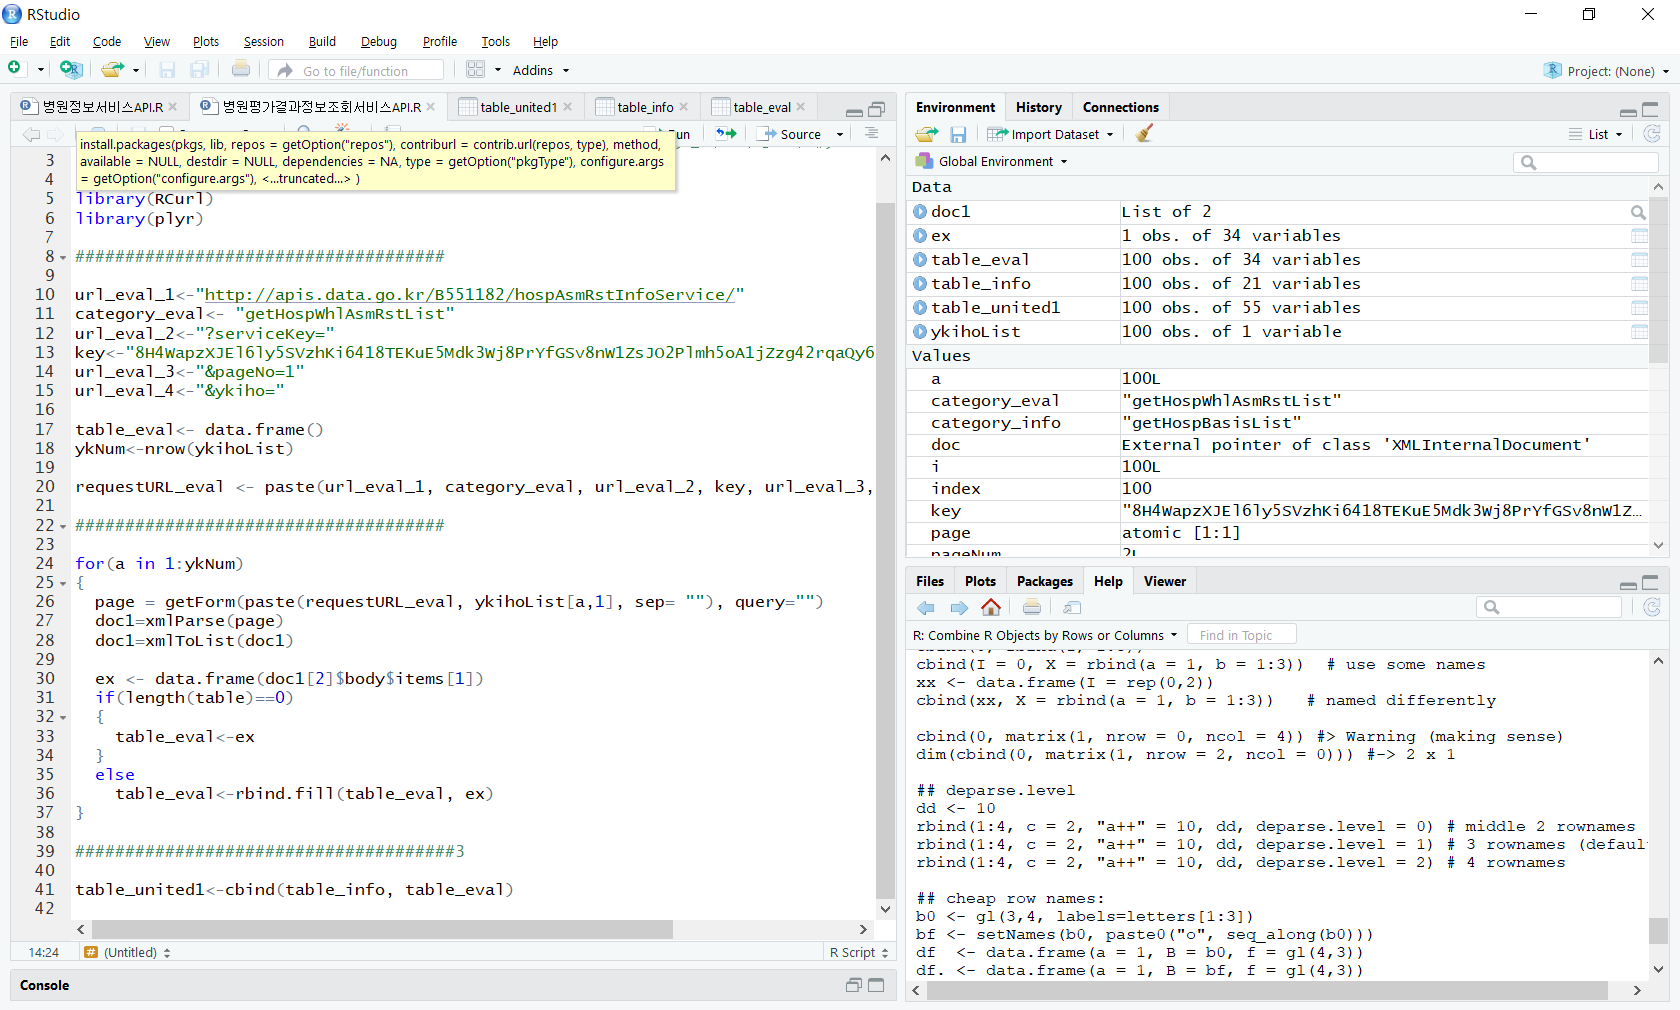 RStudio
File Edit Code View Plots Session Build Debug Profile Tools Help
Go to file/function Addins Project: (None)
병원정보서비스API.R 병원평가결과정보조회서비스API.R table_united1 table_info table_eval
Source
install.packages(pkgs, lib, repos = getOption("repos"), contriburl = contrib.url(repos, type), method,
available = NULL, destdir = NULL, dependencies = NA, type = getOption("pkgType"), configure.args
= getOption("configure.args"), <...truncated...> )
3
4
5 library(RCurl)
6 library(plyr)
7
8 #####################################
9
10 url_eval_1<-"http://apis.data.go.kr/B551182/hospAsmRstInfoService/"
11 category_eval<- "getHospWhlAsmRstList"
12 url_eval_2<-"?serviceKey="
13 key<-"8H4WapzXJEl6ly5SVzhKi6418TEKuE5Mdk3Wj8PrYfGSv8nW1ZsJO2Plmh5oA1jZzg42rqaQy6
14 url_eval_3<-"&pageNo=1"
15 url_eval_4<-"&ykiho="
16
17 table_eval<- data.frame()
18 ykNum<-nrow(ykihoList)
19
20 requestURL_eval <- paste(url_eval_1, category_eval, url_eval_2, key, url_eval_3,
21
22 #####################################
23
24 for(a in 1:ykNum)
25 {
26 page = getForm(paste(requestURL_eval, ykihoList[a,1], sep= ""), query="")
27 doc1=xmlParse(page)
28 doc1=xmlToList(doc1)
29
30 ex <- data.frame(doc1[2]$body$items[1])
31 if(length(table)==0)
32 {
33 table_eval<-ex
34 }
35 else
36 table_eval<-rbind.fill(table_eval, ex)
37 }
38
39 ######################################3
40
41 table_united1<-cbind(table_info, table_eval)
42
14:24 (Untitled) R Script
Console
Environment History Connections
Import Dataset List
Global Environment
Data
doc1 List of 2
ex 1 obs. of 34 variables
table_eval 100 obs. of 34 variables
table_info 100 obs. of 21 variables
table_united1 100 obs. of 55 variables
ykihoList 100 obs. of 1 variable
Values
a 100L
category_eval "getHospWhlAsmRstList"
category_info "getHospBasisList"
doc External pointer of class 'XMLInternalDocument'
i 100L
index 100
key "8H4WapzXJEl6ly5SVzhKi6418TEKuE5Mdk3Wj8PrYfGSv8nW1Z...
page atomic [1:1]
pageNum 2L
Files Plots Packages Help Viewer
R: Combine R Objects by Rows or Columns Find in Topic
cbind(I = 0, X = rbind(a = 1, b = 1:3)) # use some names
xx <- data.frame(I = rep(0,2))
cbind(xx, X = rbind(a = 1, b = 1:3)) # named differently
cbind(0, matrix(1, nrow = 0, ncol = 4)) #> Warning (making sense)
dim(cbind(0, matrix(1, nrow = 2, ncol = 0))) #-> 2 x 1
## deparse.level
dd <- 10
rbind(1:4, c = 2, "a++" = 10, dd, deparse.level = 0) # middle 2 rownames
rbind(1:4, c = 2, "a++" = 10, dd, deparse.level = 1) # 3 rownames (defaul
rbind(1:4, c = 2, "a++" = 10, dd, deparse.level = 2) # 4 rownames
## cheap row names:
b0 <- gl(3,4, labels=letters[1:3])
bf <- setNames(b0, paste0("o", seq_along(b0)))
df <- data.frame(a = 1, B = b0, f = gl(4,3))
df. <- data.frame(a = 1, B = bf, f = gl(4,3))